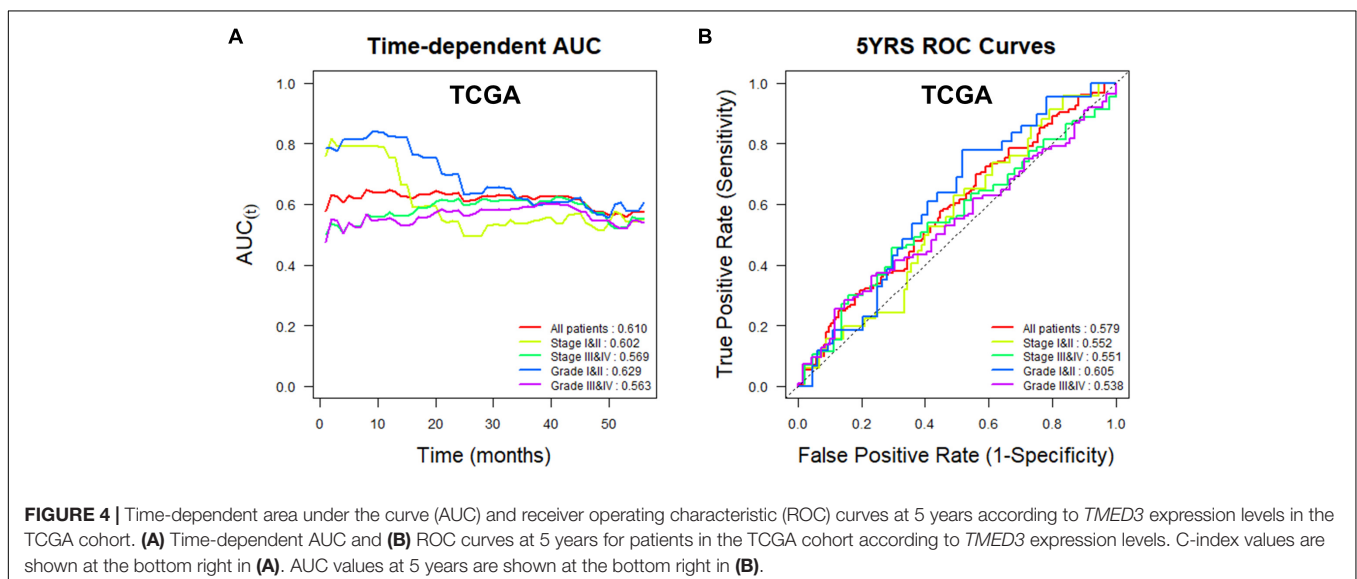 A
Time-dependent AUC
TCGA
AUC(t)
1.0
0.8
0.6
0.4
0.2
0.0
All patients : 0.610
Stage I&II : 0.602
Stage III&IV : 0.569
Grade I&II : 0.629
Grade III&IV : 0.563
0 10 20 30 40 50
Time (months)
B
5YRS ROC Curves
TCGA
True Positive Rate (Sensitivity)
1.0
0.8
0.6
0.4
0.2
0.0
All patients : 0.579
Stage I&II : 0.552
Stage III&IV : 0.551
Grade I&II : 0.605
Grade III&IV : 0.538
0.0 0.2 0.4 0.6 0.8 1.0
False Positive Rate (1-Specificity)
FIGURE 4 | Time-dependent area under the curve (AUC) and receiver operating characteristic (ROC) curves at 5 years according to TMED3 expression levels in the
TCGA cohort. (A) Time-dependent AUC and (B) ROC curves at 5 years for patients in the TCGA cohort according to TMED3 expression levels. C-index values are
shown at the bottom right in (A). AUC values at 5 years are shown at the bottom right in (B).